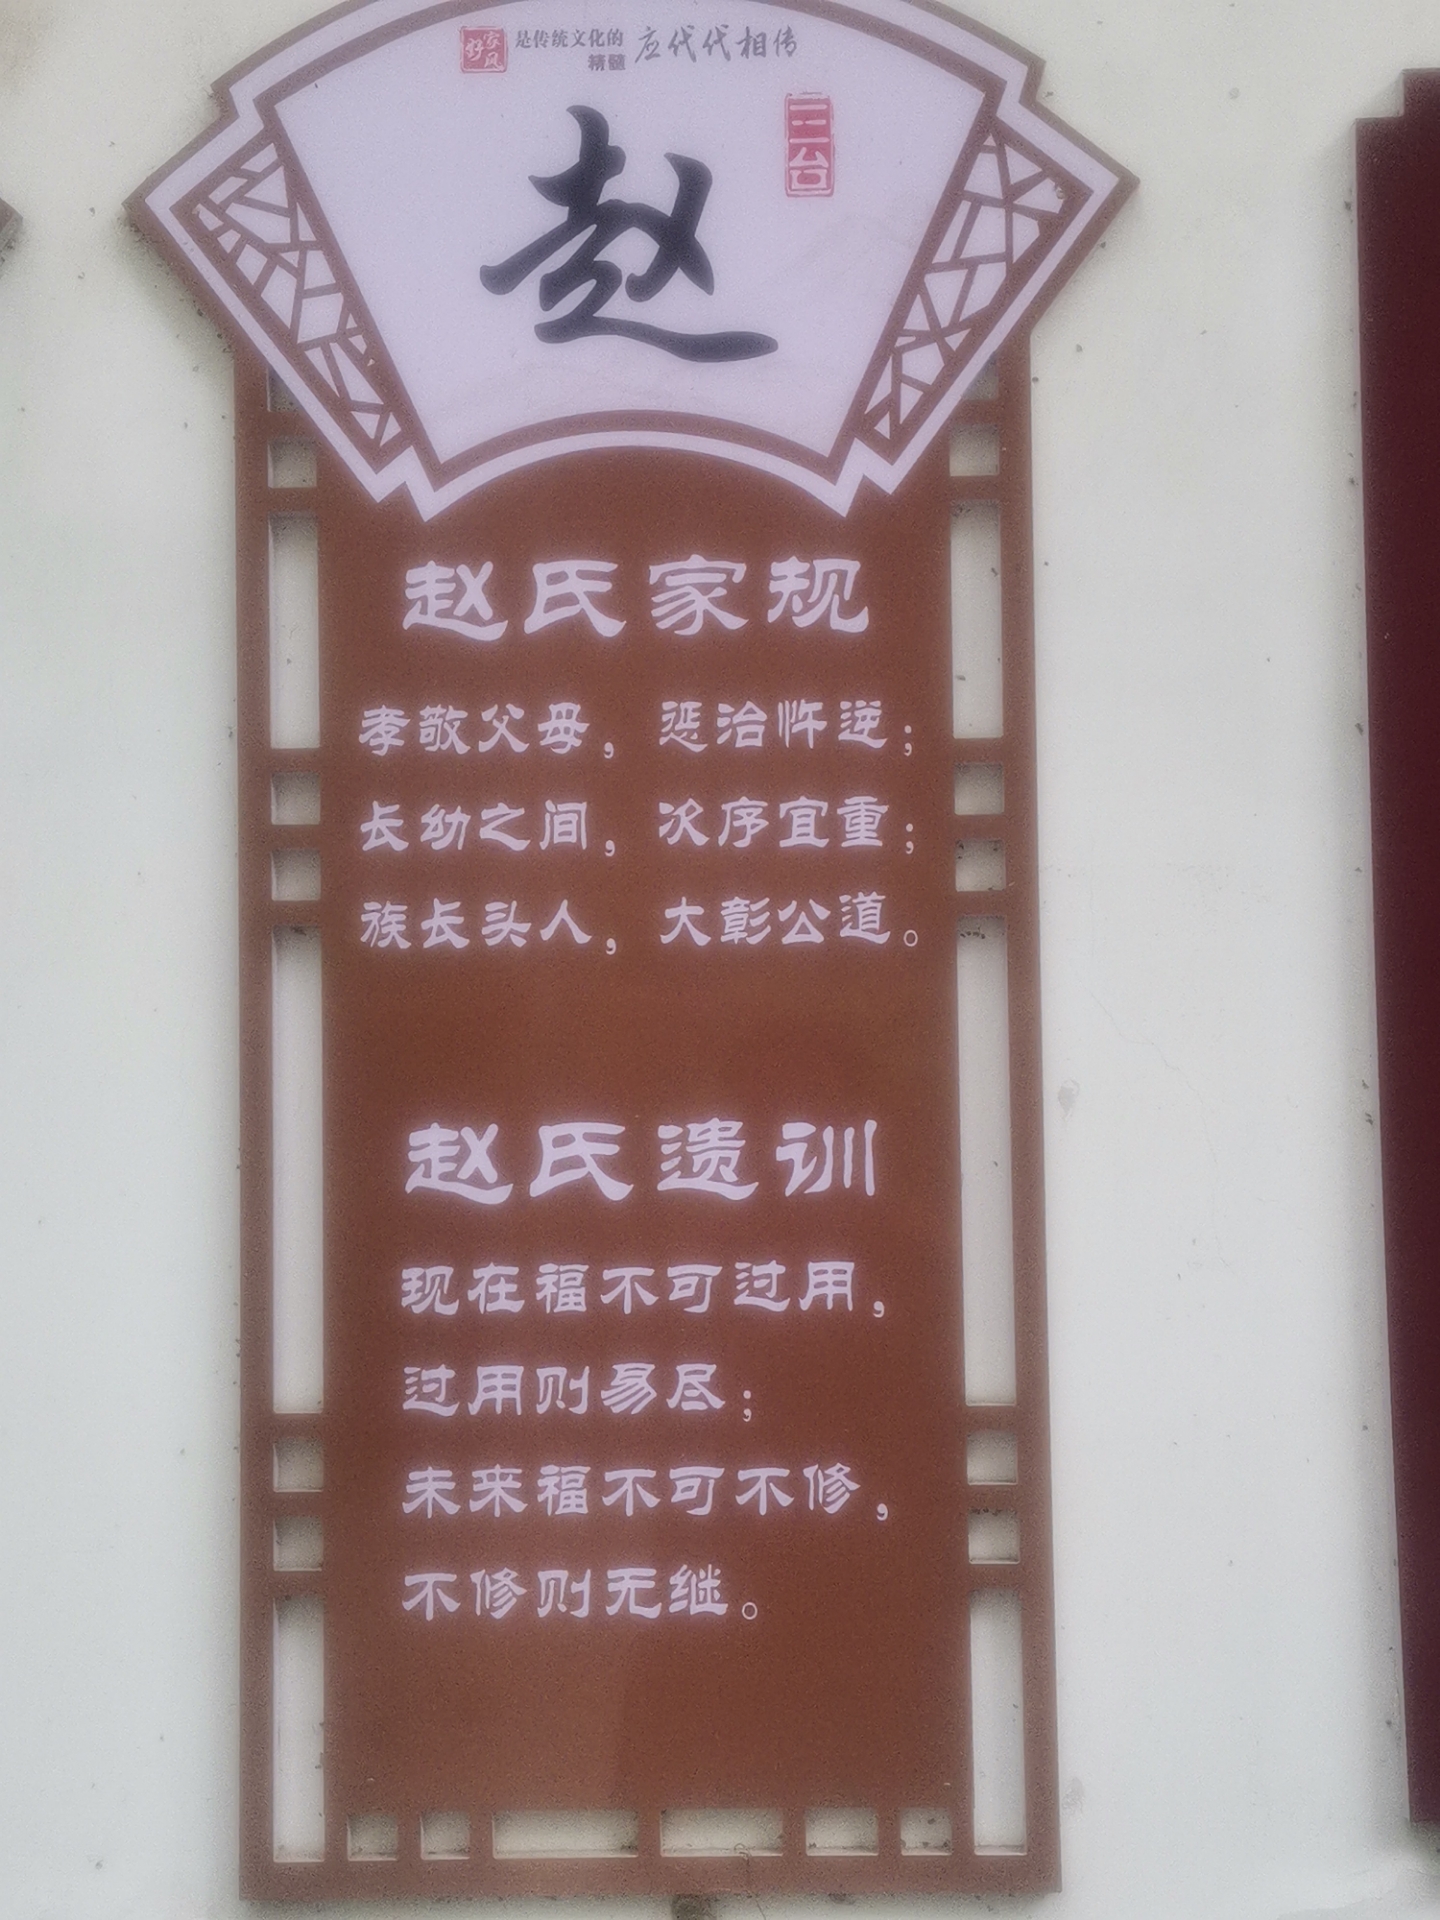 好家风 是传统文化的精髓 应代代相传
三台
赵
赵氏家规
孝敬父母，惩治忤逆；
长幼之间，次序宜重；
族长头人，大彰公道。
赵氏遗训
现在福不可过用，
过用则易尽；
未来福不可不修，
不修则无继。